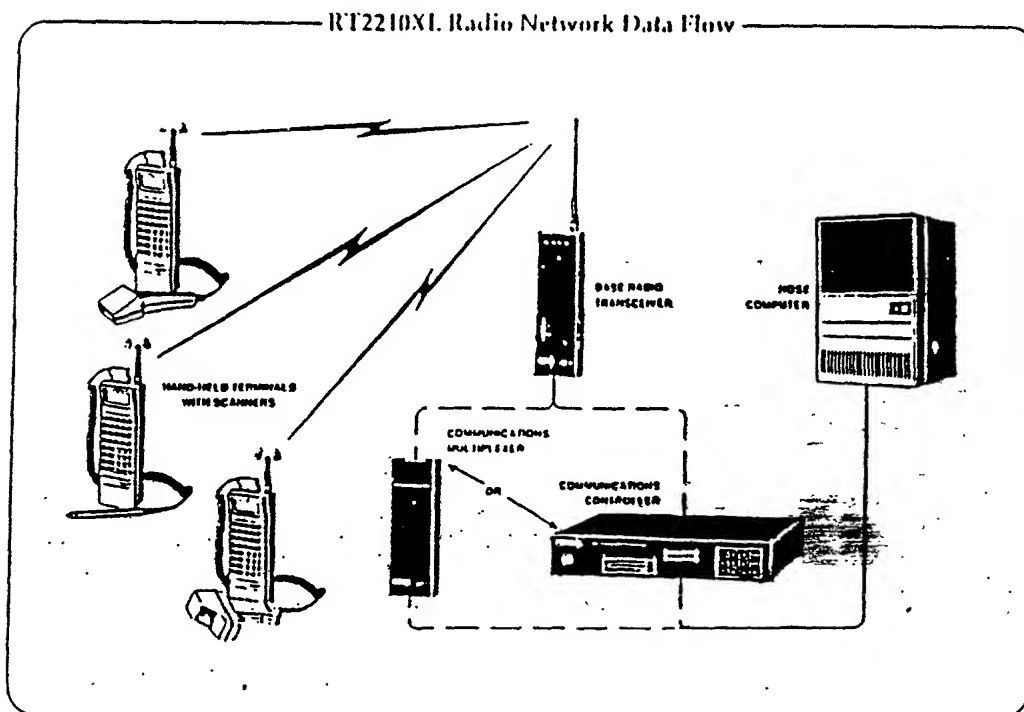 RT2210XL Radio Network Data Flow
BASE RADIO
TRANSCEIVER
HOST
COMPUTER
HAND-HELD TERMINALS
WITH SCANNERS
COMMUNICATIONS
MULTIPLEXER
OR
COMMUNICATIONS
CONTROLLER